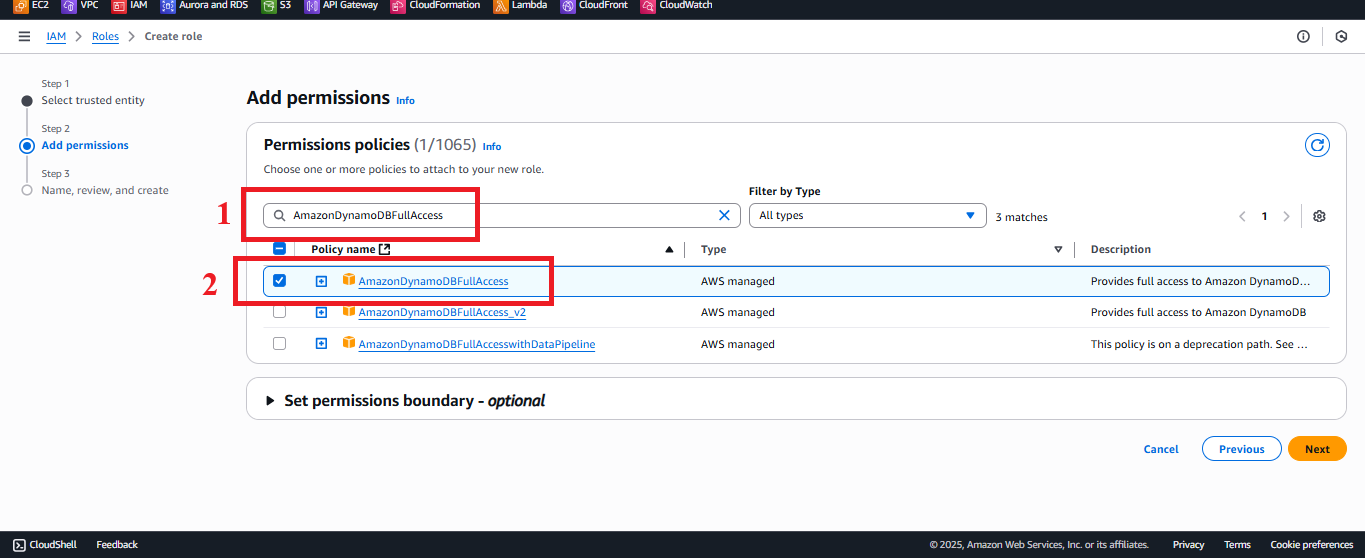 EC2 VPC IAM Aurora and RDS S3 API Gateway CloudFormation Lambda CloudFront CloudWatch
IAM > Roles > Create role
Step 1
Select trusted entity
Step 2
Add permissions
Step 3
Name, review, and create
Add permissions Info
Permissions policies (1/1065) Info
Choose one or more policies to attach to your new role.
Filter by Type
1 AmazonDynamoDBFullAccess All types 3 matches 1
Policy name Type Description
2 AmazonDynamoDBFullAccess AWS managed Provides full access to Amazon DynamoD...
AmazonDynamoDBFullAccess_v2 AWS managed Provides full access to Amazon DynamoDB
AmazonDynamoDBFullAccesswithDataPipeline AWS managed This policy is on a deprecation path. See ...
Set permissions boundary - optional
Cancel Previous Next
CloudShell Feedback © 2025, Amazon Web Services, Inc. or its affiliates. Privacy Terms Cookie preferences